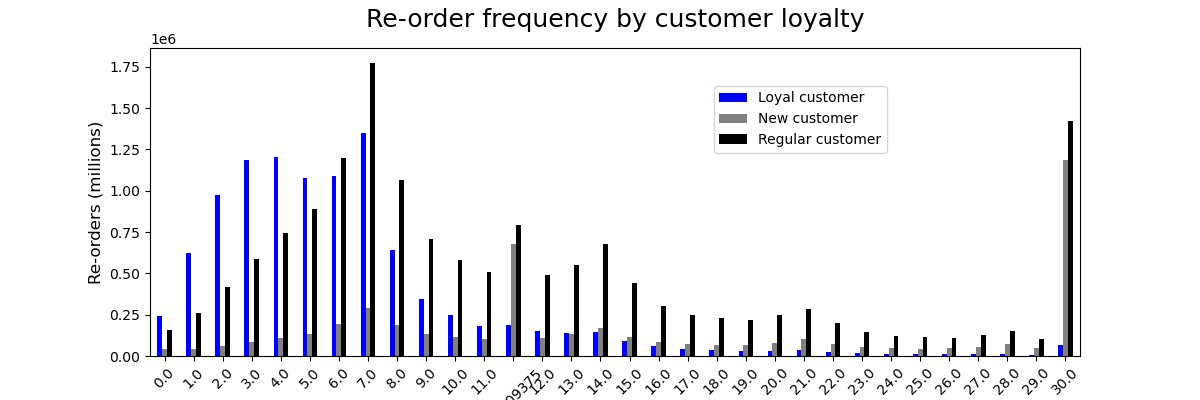 Re-order frequency by customer loyalty
1e6
1.75
1.50
1.25
1.00
0.75
0.50
0.25
0.00
Re-orders (millions)
Loyal customer
New customer
Regular customer
0.0 1.0 2.0 3.0 4.0 5.0 6.0 7.0 8.0 9.0 10.0 11.0 09375 12.0 13.0 14.0 15.0 16.0 17.0 18.0 19.0 20.0 21.0 22.0 23.0 24.0 25.0 26.0 27.0 28.0 29.0 30.0